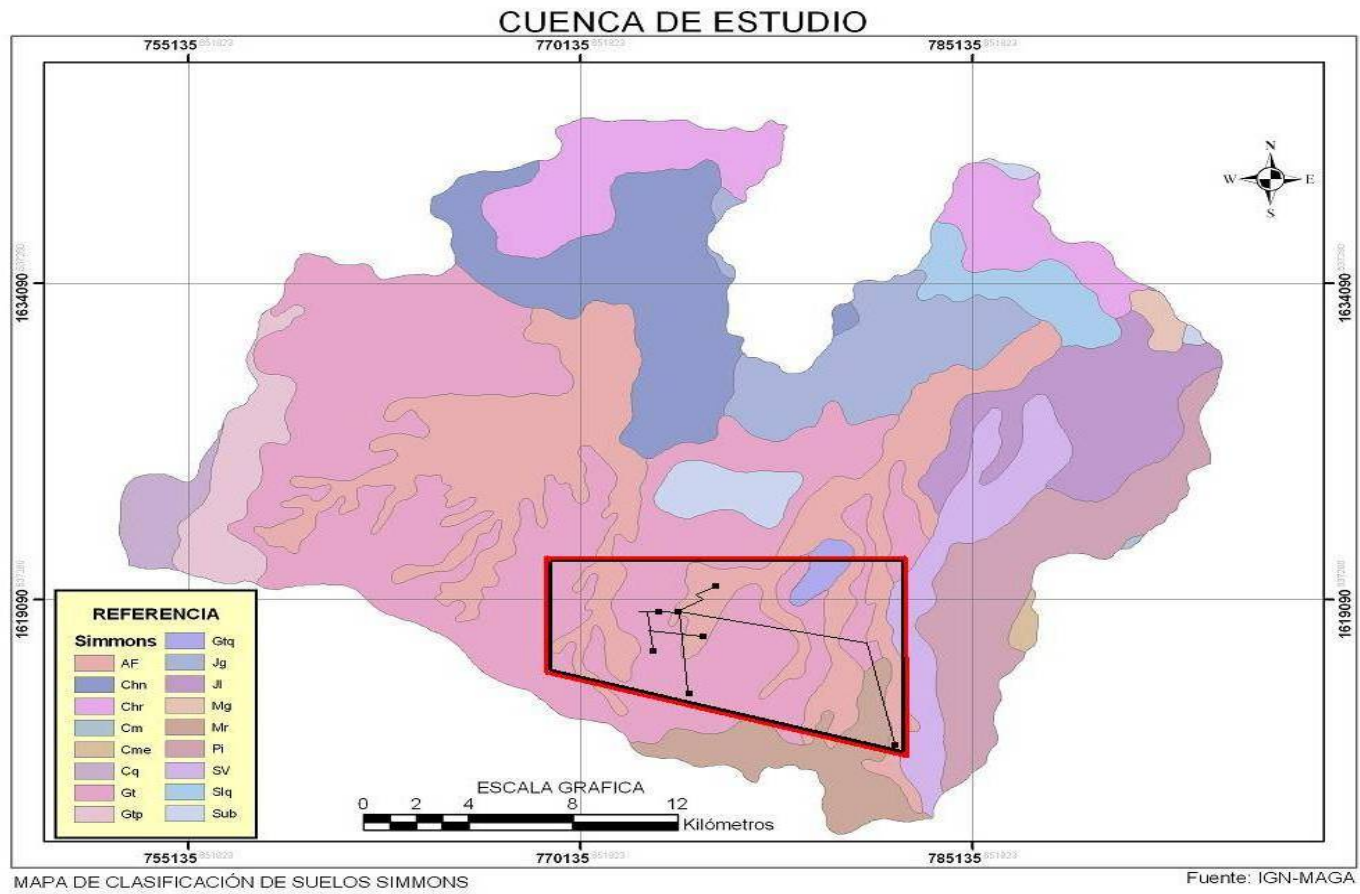 CUENCA DE ESTUDIO
755135 770135 785135
N
W E
S
1634090 1634090
1619090 1619090
REFERENCIA
Simmons
AF
Chn
Chr
Cm
Cme
Cq
Gt
Gtp
Gtq
Jg
Jl
Mg
Mr
Pi
SV
Slq
Sub
ESCALA GRAFICA
0 2 4 8 12
Kilómetros
755135 770135 785135
MAPA DE CLASIFICACIÓN DE SUELOS SIMMONS
Fuente: IGN-MAGA